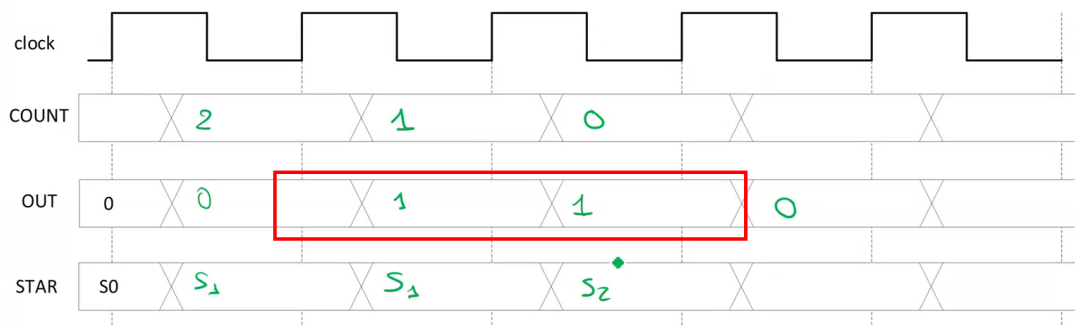 clock
COUNT 2 1 0
OUT 0 0 1 1 0
STAR S0 S1 S1 S2